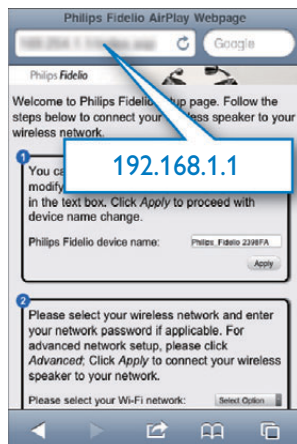 Philips Fidelio AirPlay Webpage
Google
Philips Fidelio
Welcome to Philips Fidelio
up page. Follow the
steps below to connect your
less speaker to your
wireless network.
192.168.1.1
1
You ca
modify
in the text box. Click Apply to proceed with
device name change.
Philips Fidelio device name:
Philips_Fidelio 2398FA
Apply
2
Please select your wireless network and enter
your network password if applicable. For
advanced network setup, please click
Advanced; Click Apply to connect your wireless
speaker to your network.
Please select your Wi-Fi network:
Select Option